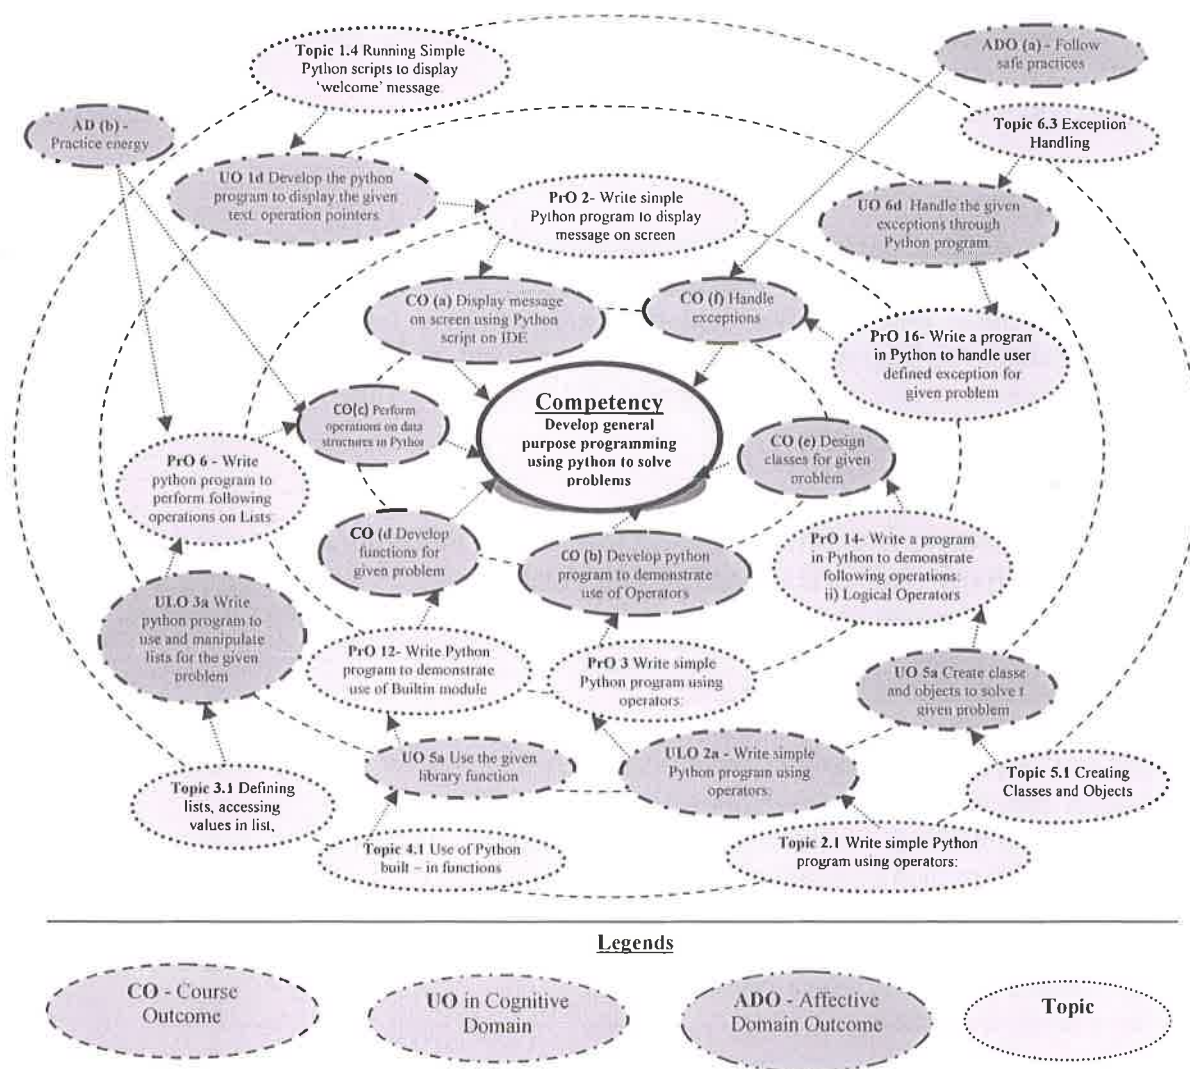 Topic 1.4 Running Simple
Python scripts to display
'welcome' message
ADO (a) - Follow
safe practices
AD (b) -
Practice energy
Topic 6.3 Exception
Handling
UO 1d Develop the python
program to display the given
text. operation pointers
PrO 2- Write simple
Python program to display
message on screen
UO 6d Handle the given
exceptions through
Python program
CO (a) Display message
on screen using Python
script on IDE
CO (f) Handle
exceptions
PrO 16- Write a program
in Python to handle user
defined exception for
given problem
Competency
Develop general
purpose programming
using python to solve
problems
CO(c) Perform
operations on data
structures in Python
CO (e) Design
classes for given
problem
PrO 6 - Write
python program to
perform following
operations on Lists:
CO (d Develop
functions for
given problem
CO (b) Develop python
program to demonstrate
use of Operators
PrO 14- Write a program
in Python to demonstrate
following operations:
ii) Logical Operators
ULO 3a Write
python program to
use and manipulate
lists for the given
problem
PrO 12- Write Python
program to demonstrate
use of Builtin module
PrO 3 Write simple
Python program using
operators:
UO 5a Create classe
and objects to solve t
given problem
UO 5a Use the given
library function
ULO 2a - Write simple
Python program using
operators:
Topic 3.1 Defining
lists, accessing
values in list,
Topic 5.1 Creating
Classes and Objects
Topic 4.1 Use of Python
built – in functions
Topic 2.1 Write simple Python
program using operators:
Legends
CO - Course
Outcome
UO in Cognitive
Domain
ADO - Affective
Domain Outcome
Topic